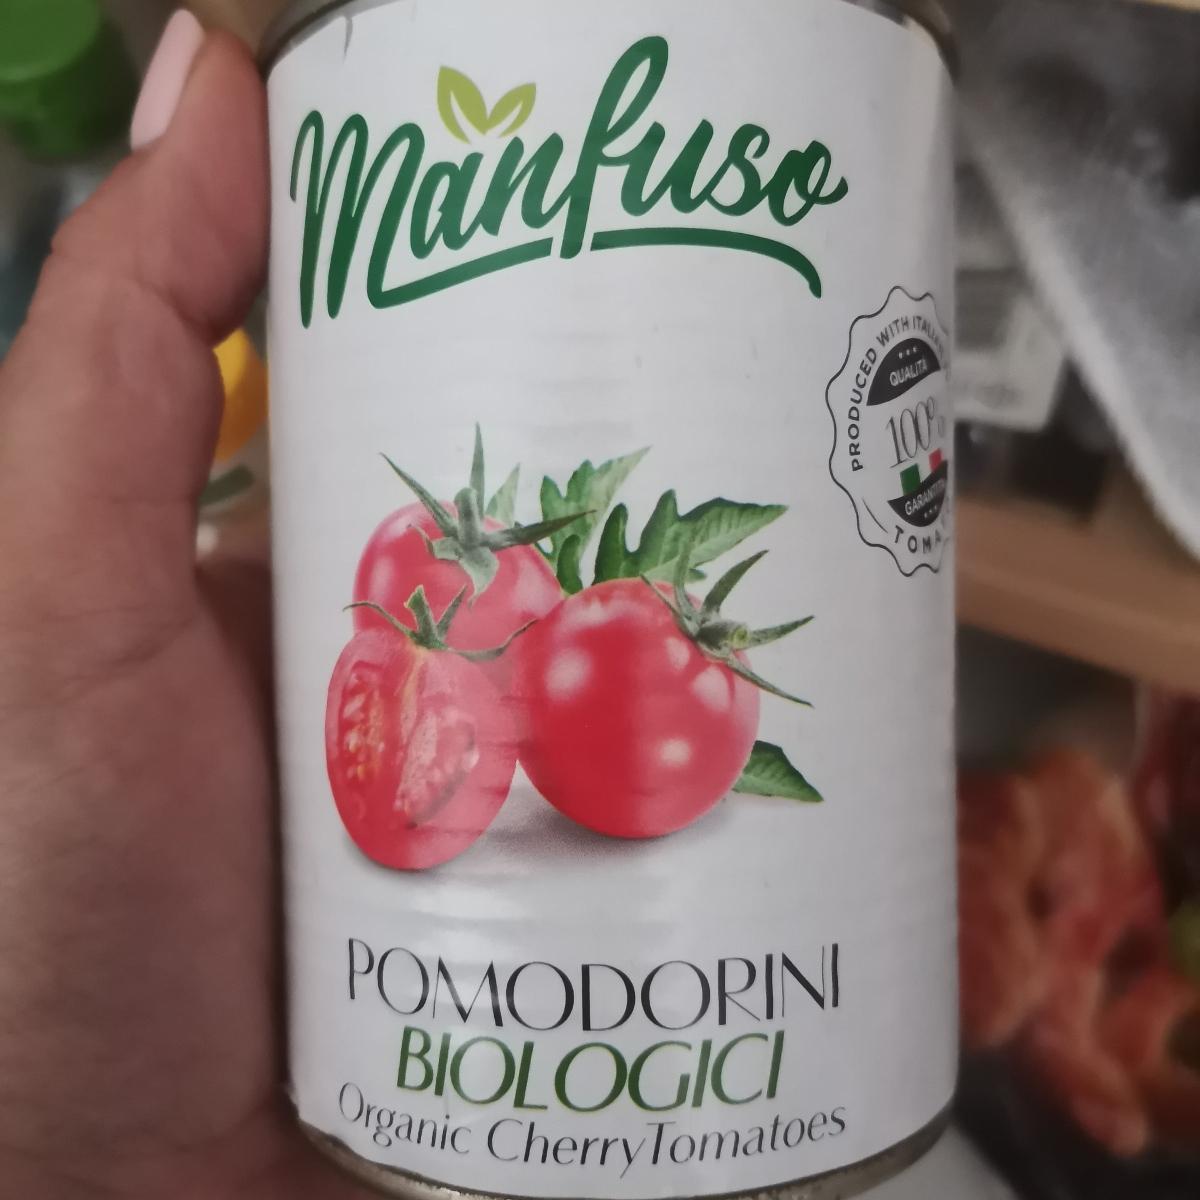 Manfuso
PRODUCED WITH ITALIAN
QUALITÀ
100%
GARANTITA
POMODORINI
BIOLOGICI
Organic Cherry Tomatoes